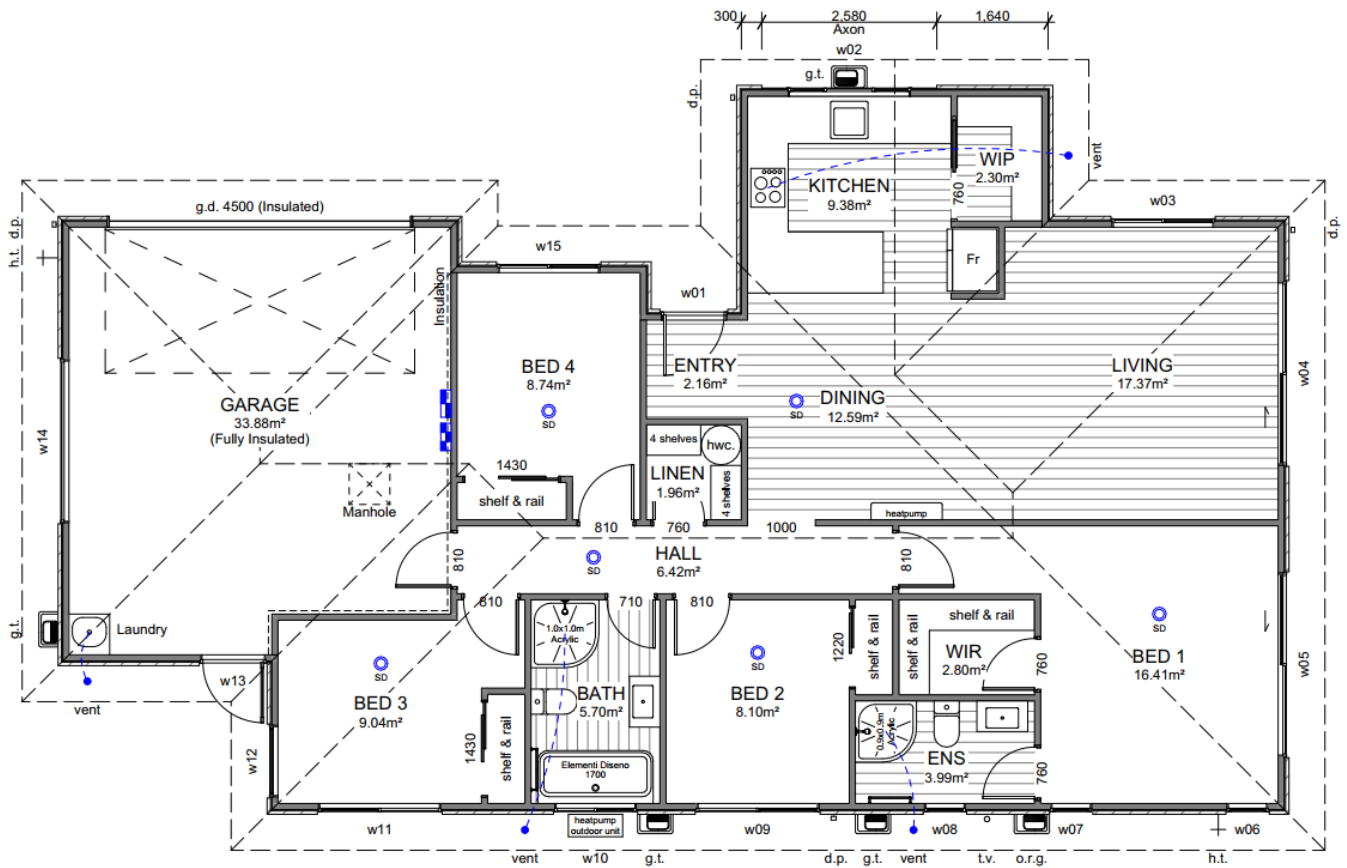 300
2,580
1,640
Axon
w02
g.t.
d.p.
vent
WIP
2.30m²
KITCHEN
9.38m²
760
g.d. 4500 (Insulated)
w03
d.p.
d.p.
h.t.
w15
Fr
w01
Insulation
ENTRY
2.16m²
BED 4
8.74m²
SD
LIVING
17.37m²
w04
DINING
12.59m²
SD
GARAGE
33.88m²
(Fully Insulated)
w14
4 shelves
hwc.
LINEN
1.96m²
4 shelves
1430
shelf & rail
Manhole
heatpump
810
760
1000
810
HALL
6.42m²
SD
810
810
710
810
g.t.
Laundry
1.0x1.0m
Acrylic
shelf & rail
shelf & rail
shelf & rail
1220
WIR
2.80m²
760
SD
BED 1
16.41m²
w05
w13
vent
SD
BED 3
9.04m²
BATH
5.70m²
SD
BED 2
8.10m²
0.9x0.9m
Acrylic
ENS
3.99m²
760
w12
1430
shelf & rail
Elementi Diseno
1700
w11
heatpump
outdoor unit
w09
w08
w07
w06
vent
w10
g.t.
d.p.
g.t.
vent
t.v.
o.r.g.
h.t.